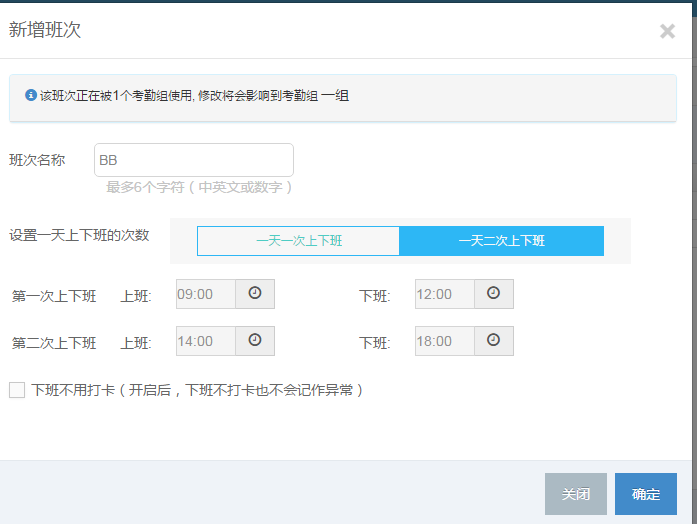 新增班次
×
该班次正在被1个考勤组使用, 修改将会影响到考勤组 一组
班次名称 BB
最多6个字符（中英文或数字）
设置一天上下班的次数 一天一次上下班 一天二次上下班
第一次上下班 上班: 09:00 下班: 12:00
第二次上下班 上班: 14:00 下班: 18:00
下班不用打卡（开启后，下班不打卡也不会记作异常）
关闭 确定